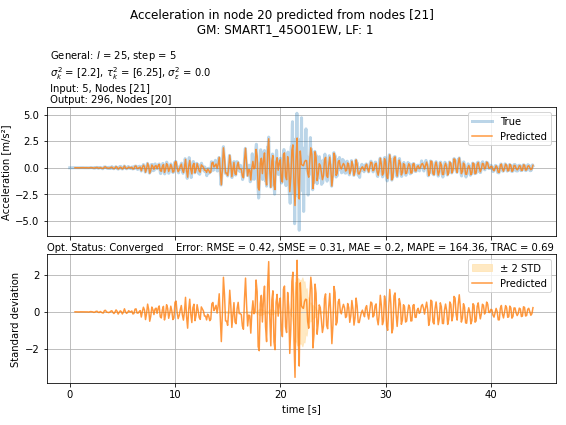 Acceleration in node 20 predicted from nodes [21]
GM: SMART1_45O01EW, LF: 1
General: l = 25, step = 5
σ²ₖ = [2.2], τ²ₖ = [6.25], σ²ε = 0.0
Input: 5, Nodes [21]
Output: 296, Nodes [20]
Acceleration [m/s²]
5.0
2.5
0.0
−2.5
−5.0
True
Predicted
Opt. Status: Converged Error: RMSE = 0.42, SMSE = 0.31, MAE = 0.2, MAPE = 164.36, TRAC = 0.69
Standard deviation
2
0
−2
± 2 STD
Predicted
0 10 20 30 40
time [s]